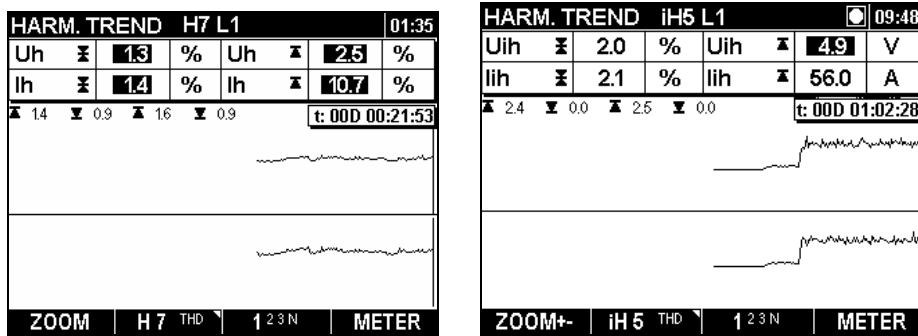 HARM. TREND H7 L1 01:35
Uh 1.3 % Uh 2.5 %
Ih 1.4 % Ih 10.7 %
1.4 0.9 1.6 0.9 t: 00D 00:21:53
ZOOM H 7 THD 1 2 3 N METER
HARM. TREND iH5 L1 09:48
Uih 2.0 % Uih 4.9 V
Iih 2.1 % Iih 56.0 A
2.4 0.0 2.5 0.0 t: 00D 01:02:28
ZOOM+- iH 5 THD 1 2 3 N METER